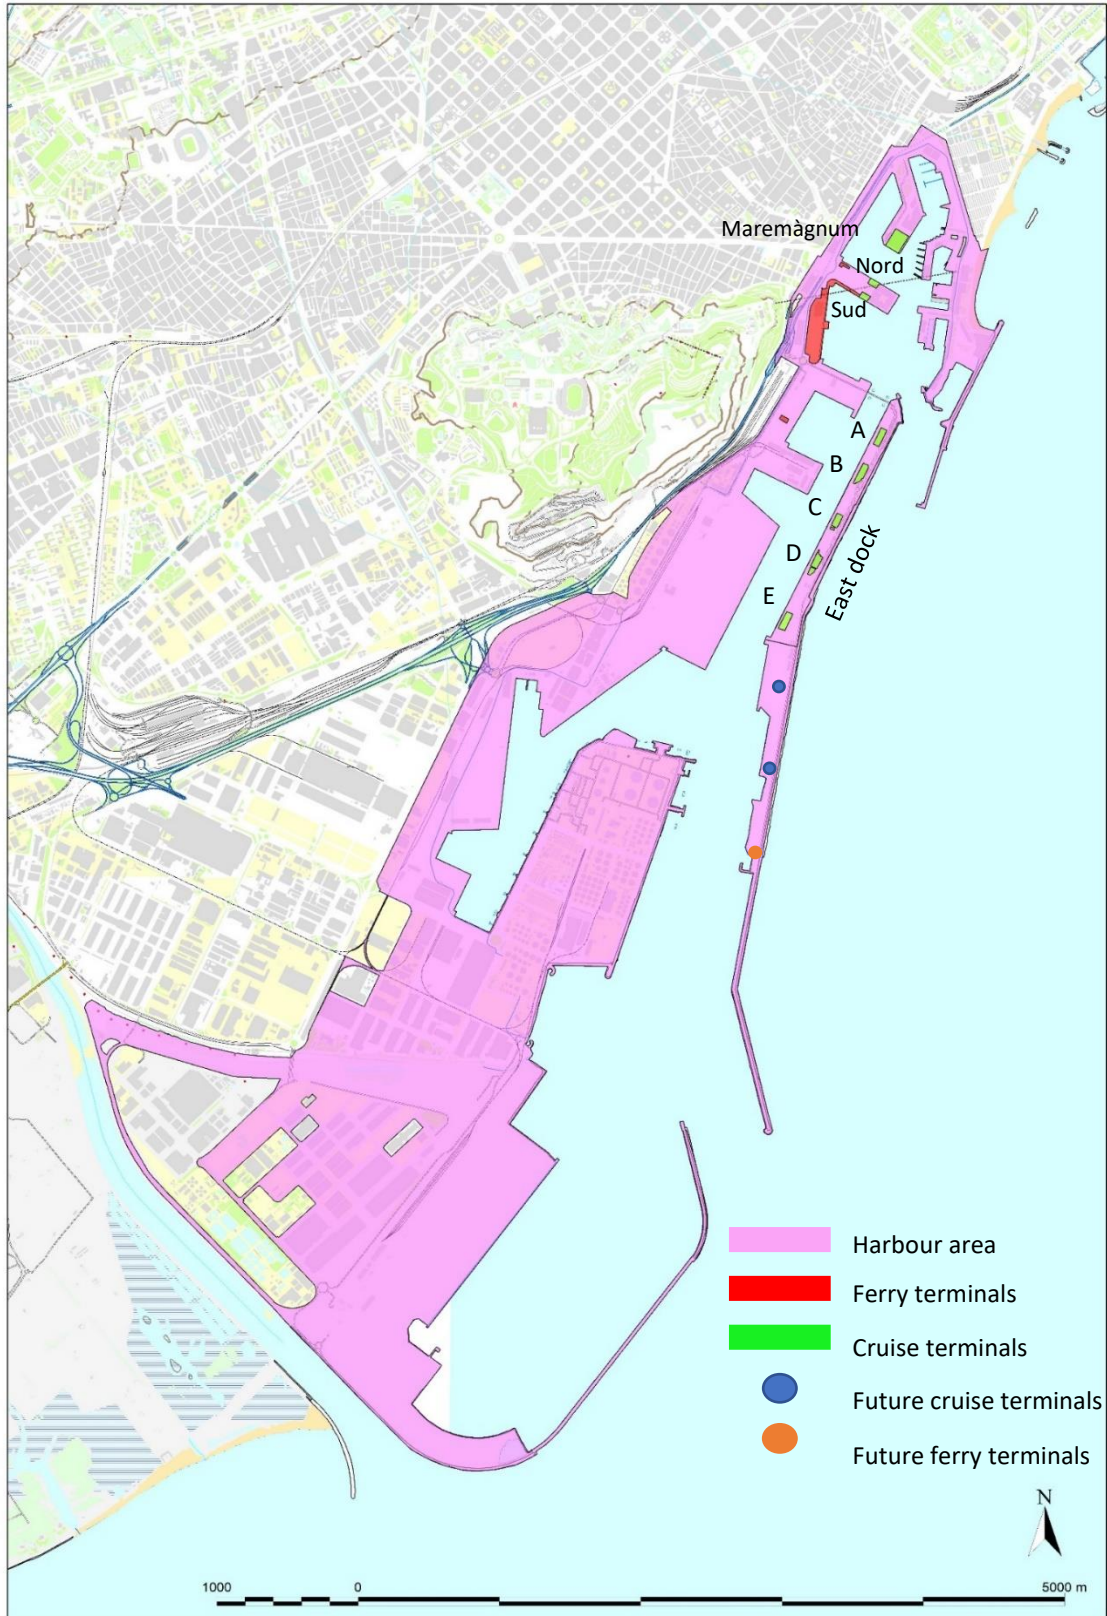 Maremàgnum
Nord
Sud
A
B
C
D
E
East dock
Harbour area
Ferry terminals
Cruise terminals
Future cruise terminals
Future ferry terminals
N
1000 0 5000 m